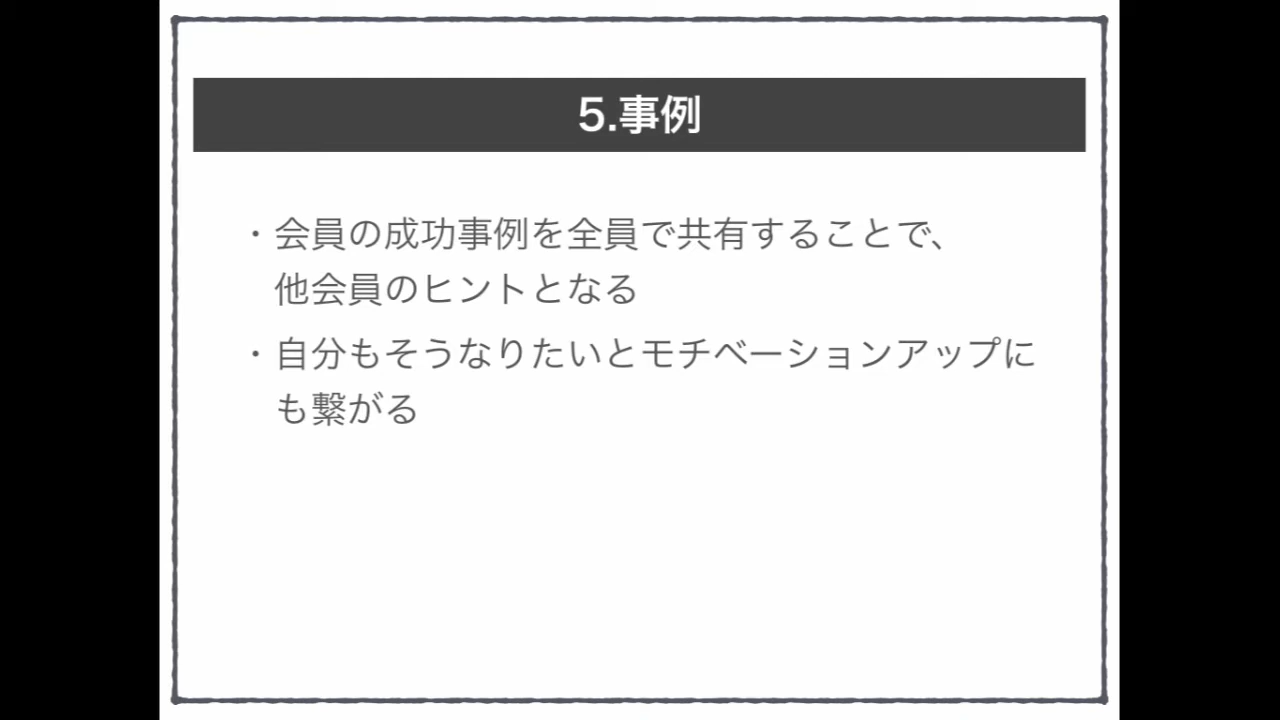 5.事例
・会員の成功事例を全員で共有することで、
他会員のヒントとなる
・自分もそうなりたいとモチベーションアップに
も繋がる